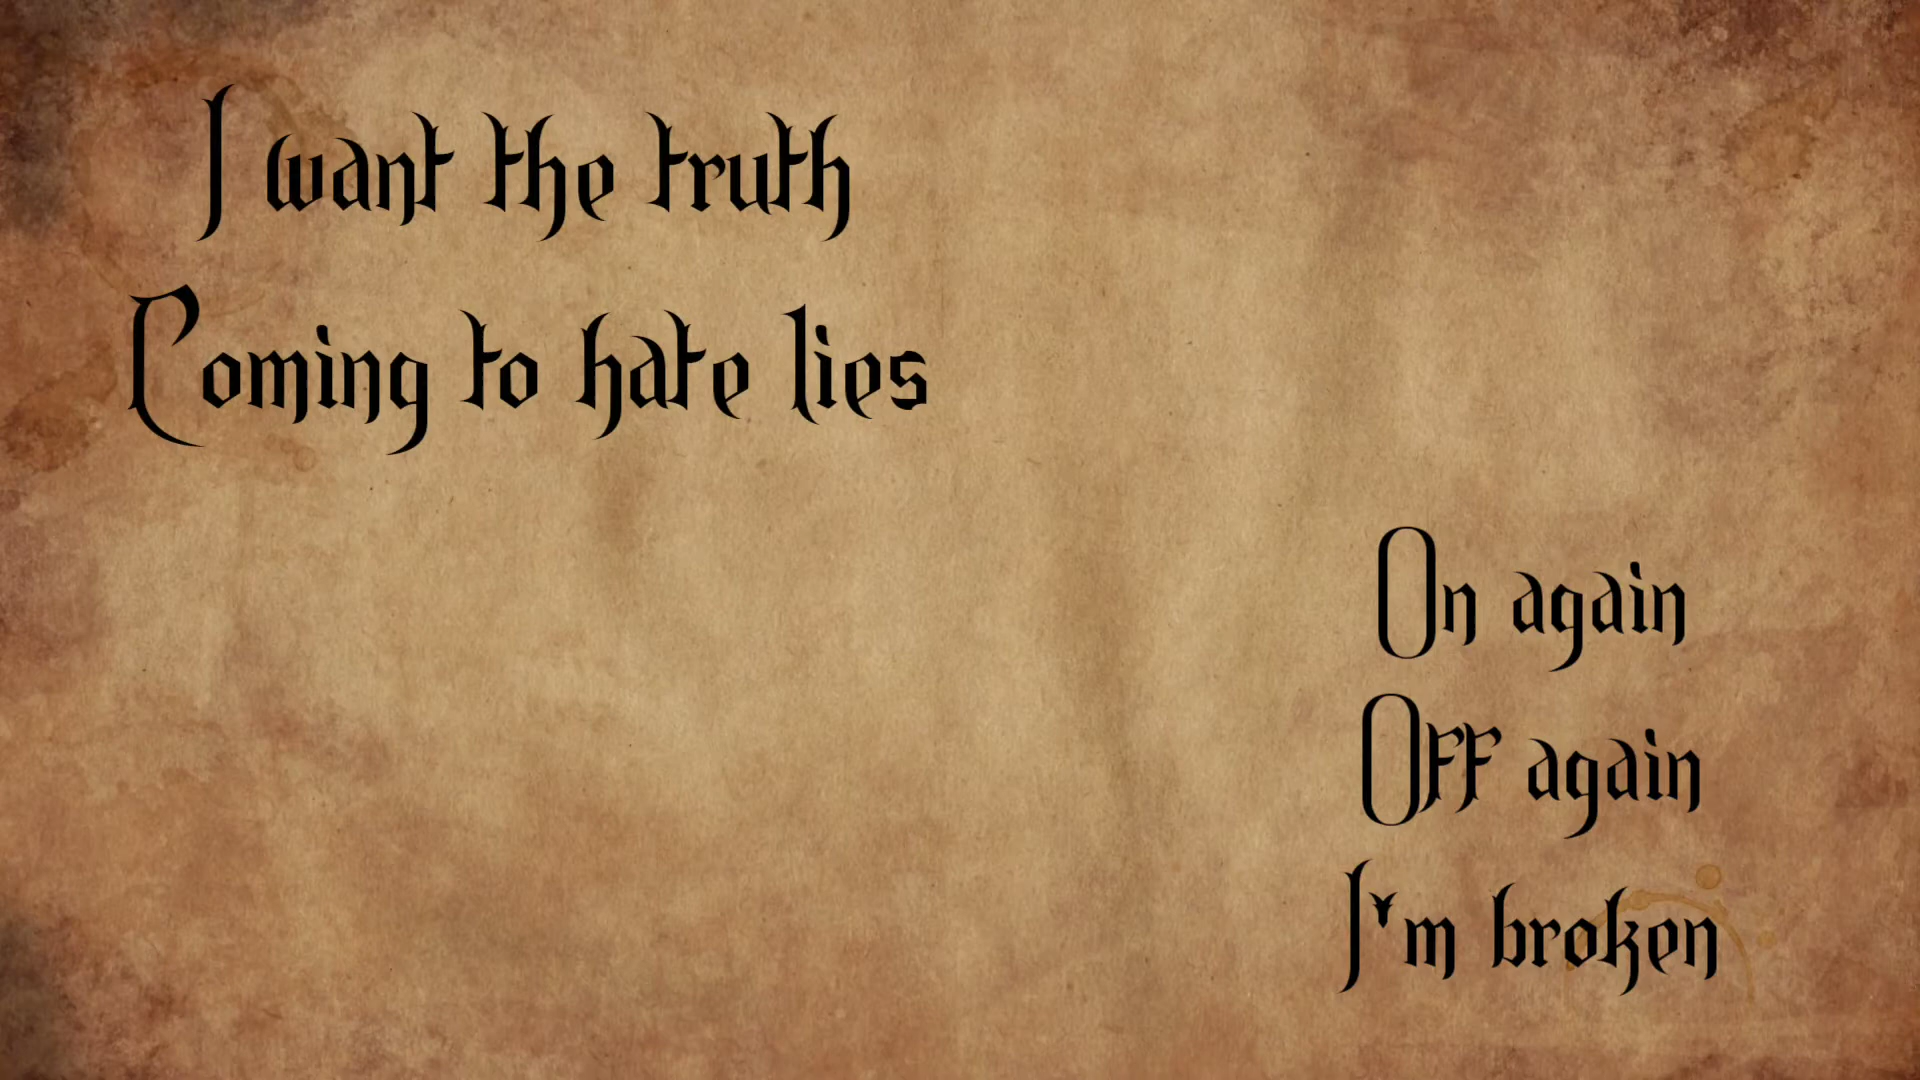 I want the truth
Coming to hate lies
On again
Off again
I'm broken